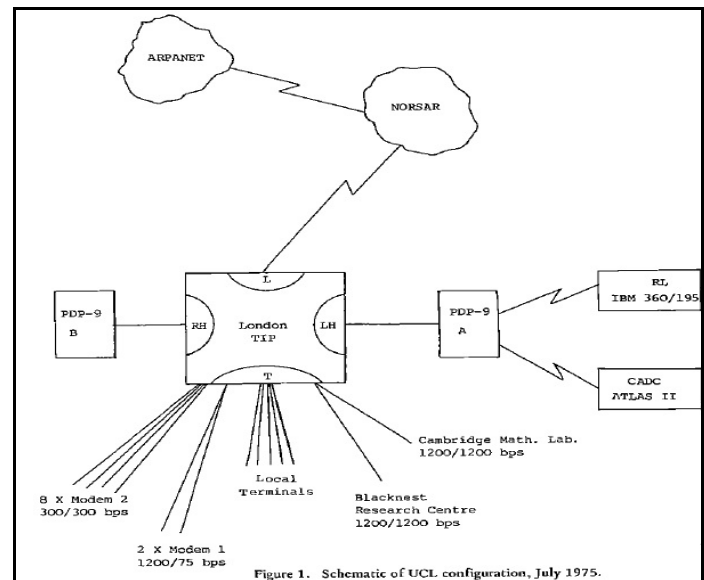 ARPANET
NORSAR
L
RL
IBM 360/195
PDP-9
B
RH
London
TIP
LH
PDP-9
A
T
CADC
ATLAS II
Cambridge Math. Lab.
1200/1200 bps
Local
Terminals
8 X Modem 2
300/300 bps
Blacknest
Research Centre
1200/1200 bps
2 X Modem 1
1200/75 bps
Figure 1. Schematic of UCL configuration, July 1975.